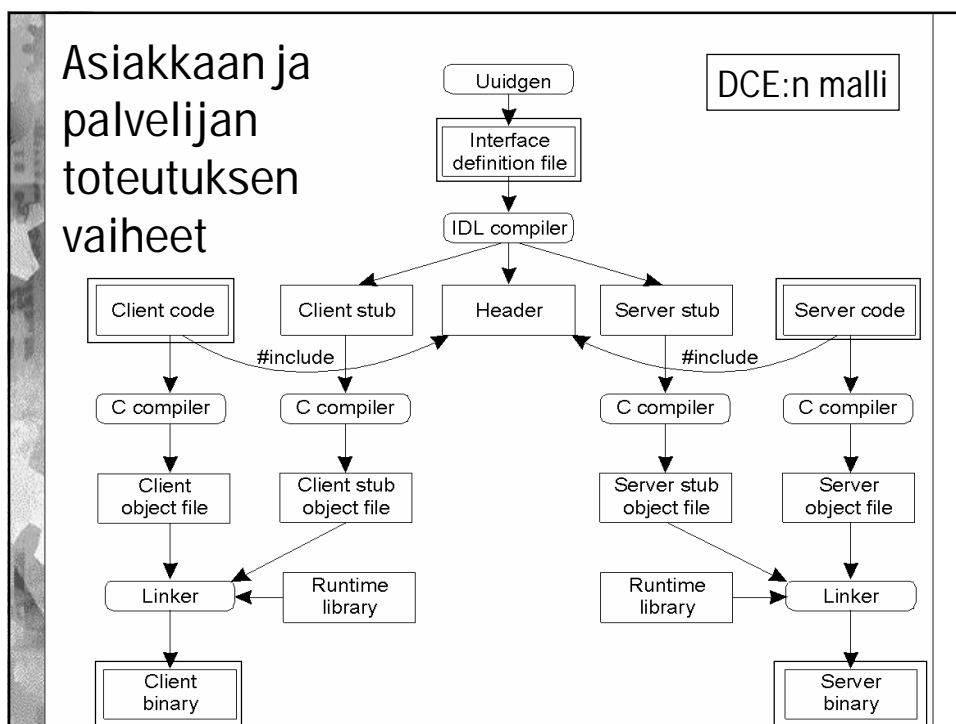 Asiakkaan ja
palvelijan
toteutuksen
vaiheet
DCE:n malli
Uuidgen
Interface
definition file
IDL compiler
Client code
Client stub
Header
Server stub
Server code
#include
#include
C compiler
C compiler
C compiler
C compiler
Client
object file
Client stub
object file
Server stub
object file
Server
object file
Linker
Runtime
library
Runtime
library
Linker
Client
binary
Server
binary